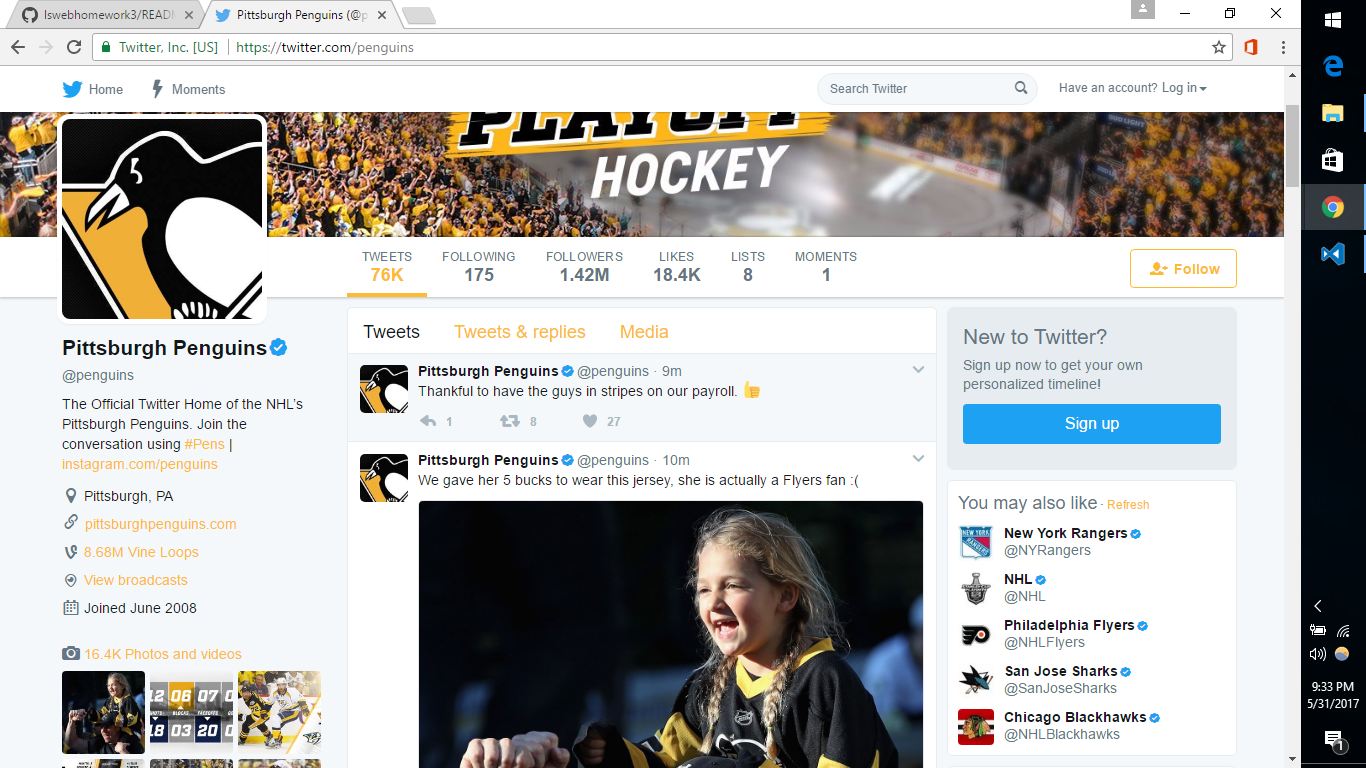 lswebhomework3/READM
Pittsburgh Penguins (@p
Twitter, Inc. [US]
https://twitter.com/penguins
Home
Moments
Search Twitter
Have an account? Log in
PLAYOFF
HOCKEY
TWEETS
76K
FOLLOWING
175
FOLLOWERS
1.42M
LIKES
18.4K
LISTS
8
MOMENTS
1
Follow
Pittsburgh Penguins
@penguins
The Official Twitter Home of the NHL's
Pittsburgh Penguins. Join the
conversation using #Pens |
instagram.com/penguins
Pittsburgh, PA
pittsburghpenguins.com
8.68M Vine Loops
View broadcasts
Joined June 2008
16.4K Photos and videos
12 06 07
BLOCKS
18 03 20
Tweets
Tweets & replies
Media
Pittsburgh Penguins @penguins · 9m
Thankful to have the guys in stripes on our payroll. 👍
1
8
27
Pittsburgh Penguins @penguins · 10m
We gave her 5 bucks to wear this jersey, she is actually a Flyers fan :(
New to Twitter?
Sign up now to get your own
personalized timeline!
Sign up
You may also like · Refresh
New York Rangers
@NYRangers
NHL
@NHL
Philadelphia Flyers
@NHLFlyers
San Jose Sharks
@SanJoseSharks
Chicago Blackhawks
@NHLBlackhawks
9:33 PM
5/31/2017
1